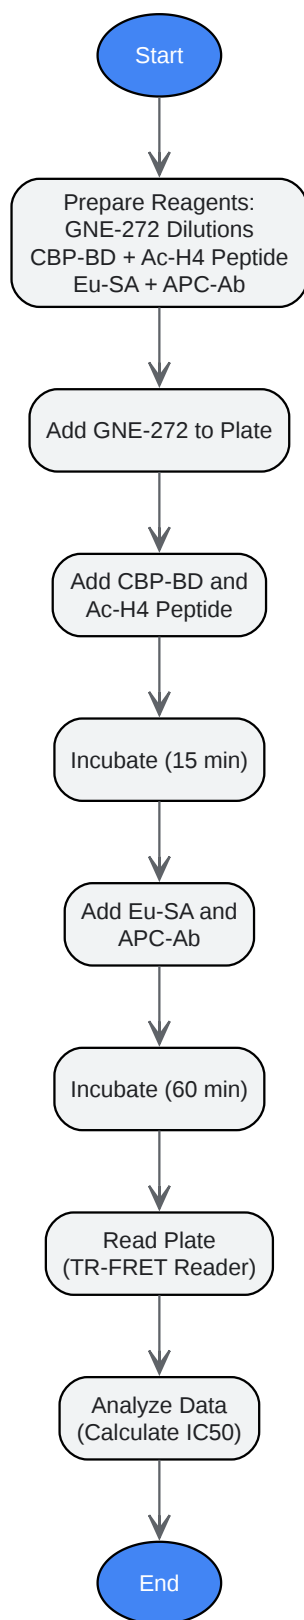 Start
Prepare Reagents:
GNE-272 Dilutions
CBP-BD + Ac-H4 Peptide
Eu-SA + APC-Ab
Add GNE-272 to Plate
Add CBP-BD and
Ac-H4 Peptide
Incubate (15 min)
Add Eu-SA and
APC-Ab
Incubate (60 min)
Read Plate
(TR-FRET Reader)
Analyze Data
(Calculate IC50)
End